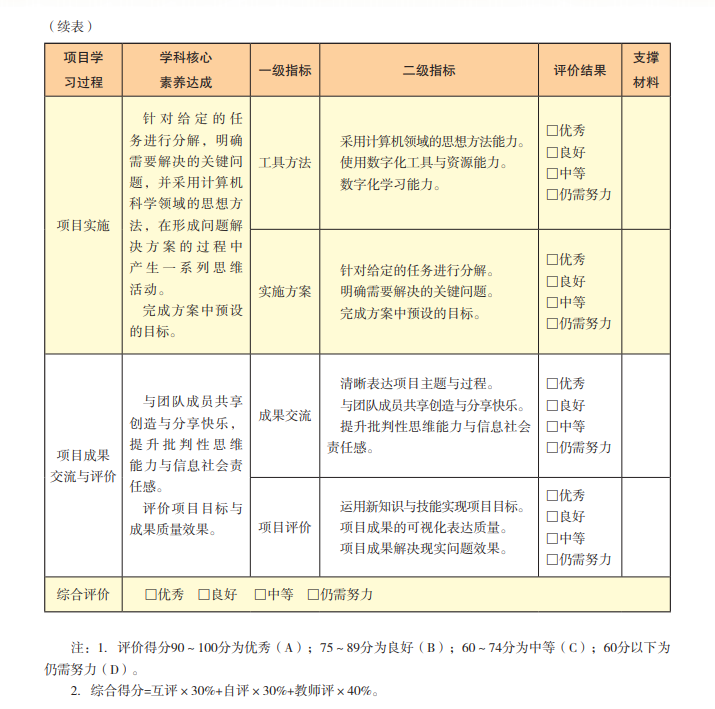 （续表）
项目学
习过程
学科核心
素养达成
一级指标
二级指标
评价结果
支撑
材料
项目实施
针对给定的任
务进行分解，明确
需要解决的关键问
题，并采用计算机
科学领域的思想方
法，在形成问题解
决方案的过程中
产生一系列思维
活动。
完成方案中预设
的目标。
工具方法
采用计算机领域的思想方法能力。
使用数字化工具与资源能力。
数字化学习能力。
□优秀
□良好
□中等
□仍需努力
实施方案
针对给定的任务进行分解。
明确需要解决的关键问题。
完成方案中预设的目标。
□优秀
□良好
□中等
□仍需努力
项目成果
交流与评价
与团队成员共享
创造与分享快乐，
提升批判性思维
能力与信息社会责
任感。
评价项目目标与
成果质量效果。
成果交流
清晰表达项目主题与过程。
与团队成员共享创造与分享快乐。
提升批判性思维能力与信息社会
责任感。
□优秀
□良好
□中等
□仍需努力
项目评价
运用新知识与技能实现项目目标。
项目成果的可视化表达质量。
项目成果解决现实问题效果。
□优秀
□良好
□中等
□仍需努力
综合评价 □优秀 □良好 □中等 □仍需努力
注：1. 评价得分90～100分为优秀（A）；75～89分为良好（B）；60～74分为中等（C）；60分以下为
仍需努力（D）。
2. 综合得分=互评×30%+自评×30%+教师评×40%。